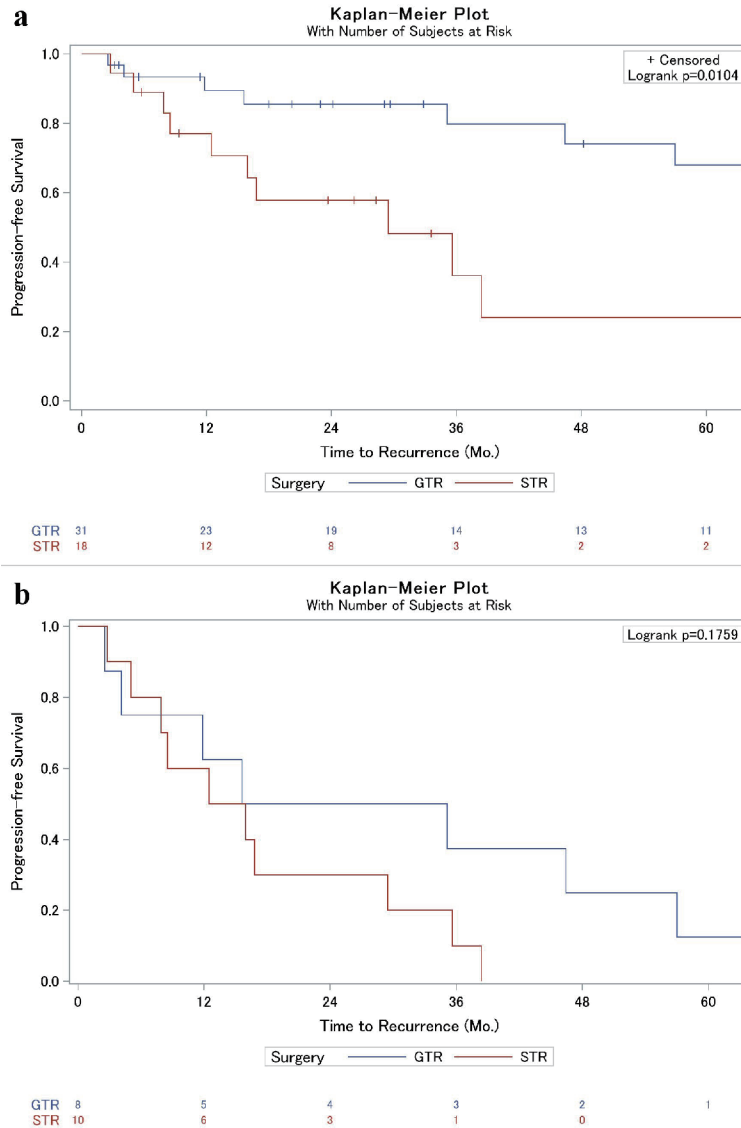 a
Kaplan-Meier Plot
With Number of Subjects at Risk
+ Censored
Logrank p=0.0104
1.0
0.8
0.6
0.4
0.2
0.0
Progression-free Survival
0 12 24 36 48 60
Time to Recurrence (Mo.)
Surgery GTR STR
GTR 31 23 19 14 13 11
STR 18 12 8 3 2 2
b
Kaplan-Meier Plot
With Number of Subjects at Risk
Logrank p=0.1759
1.0
0.8
0.6
0.4
0.2
0.0
Progression-free Survival
0 12 24 36 48 60
Time to Recurrence (Mo.)
Surgery GTR STR
GTR 8 5 4 3 2 1
STR 10 6 3 1 0